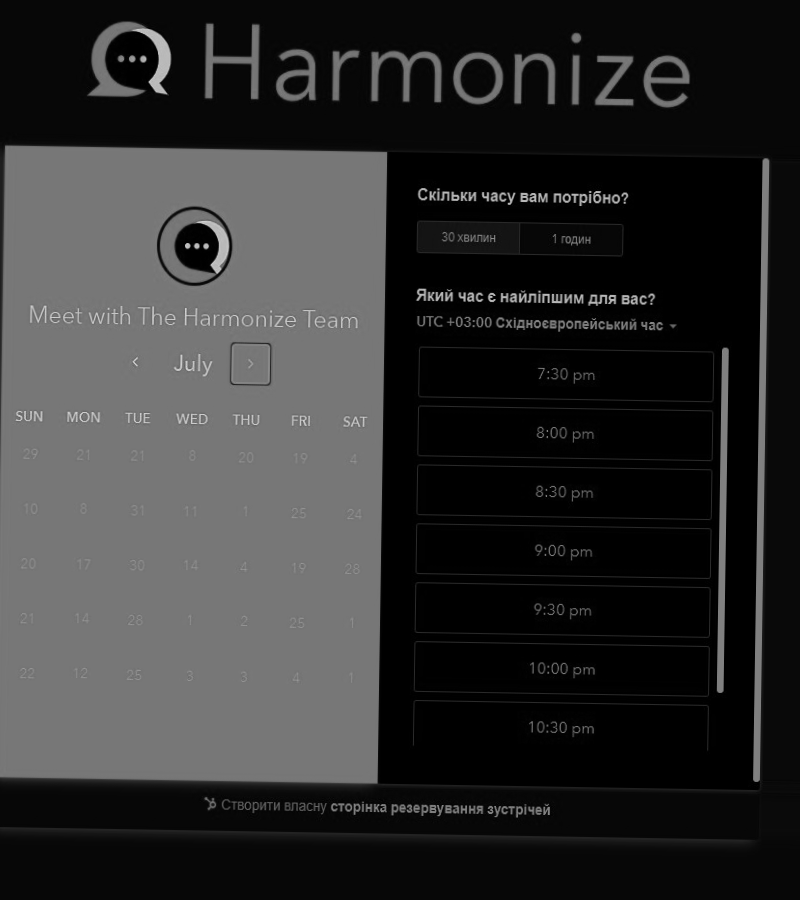 Harmonize
Meet with The Harmonize Team
July
SUN MON TUE WED THU FRI SAT
29 21 21 8 20 19 4
10 8 31 11 1 25 24
20 17 30 14 4 19 28
21 14 28 1 2 25 1
22 12 25 3 3 4 1
Скільки часу вам потрібно?
30 хвилин 1 годин
Який час є найліпшим для вас?
UTC +03:00 Східноєвропейський час
7:30 pm
8:00 pm
8:30 pm
9:00 pm
9:30 pm
10:00 pm
10:30 pm
Створити власну сторінка резервування зустрічей